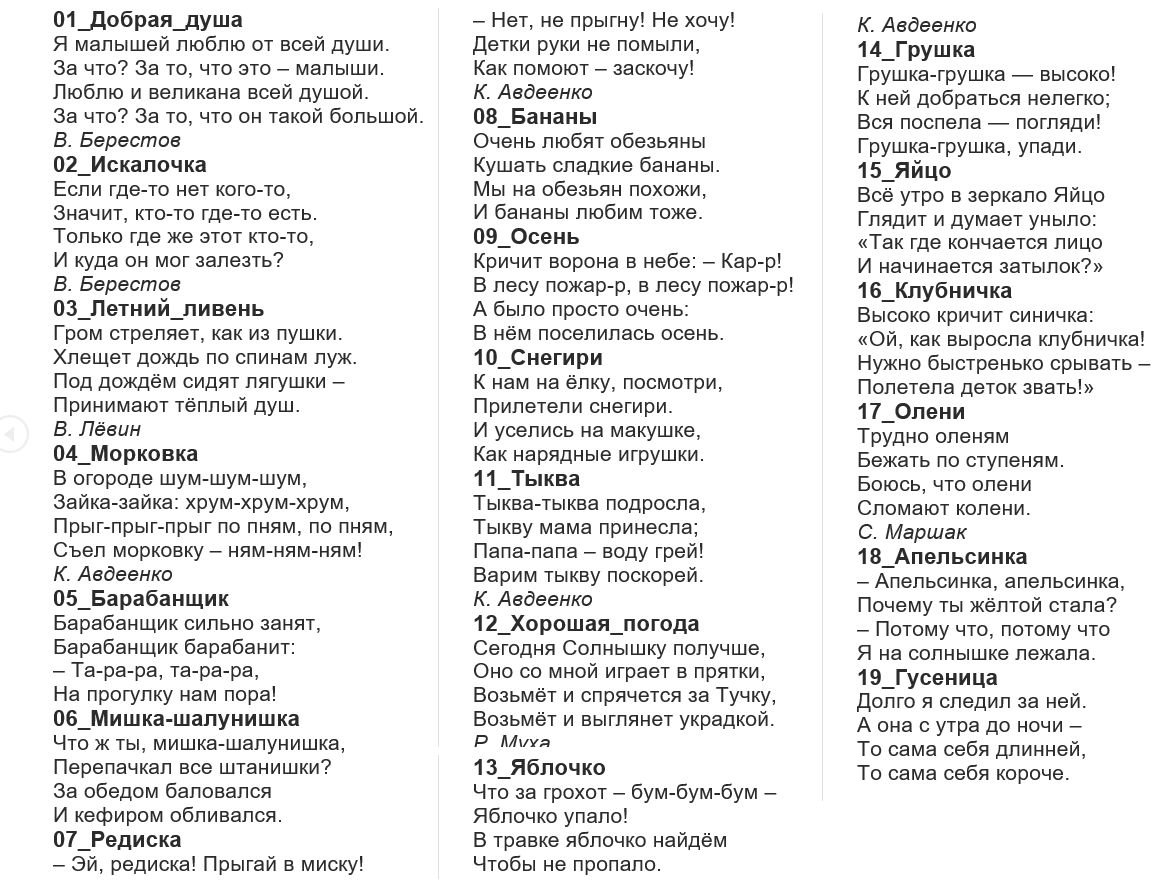 01_Добрая_душа
Я малышей люблю от всей души.
За что? За то, что это – малыши.
Люблю и великана всей душой.
За что? За то, что он такой большой.
В. Берестов
02_Искалочка
Если где-то нет кого-то,
Значит, кто-то где-то есть.
Только где же этот кто-то,
И куда он мог залезть?
В. Берестов
03_Летний_ливень
Гром стреляет, как из пушки.
Хлещет дождь по спинам луж.
Под дождём сидят лягушки –
Принимают тёплый душ.
В. Лёвин
04_Морковка
В огороде шум-шум-шум,
Зайка-зайка: хрум-хрум-хрум,
Прыг-прыг-прыг по пням, по пням,
Съел морковку – ням-ням-ням!
К. Авдеенко
05_Барабанщик
Барабанщик сильно занят,
Барабанщик барабанит:
– Та-ра-ра, та-ра-ра,
На прогулку нам пора!
06_Мишка-шалунишка
Что ж ты, мишка-шалунишка,
Перепачкал все штанишки?
За обедом баловался
И кефиром обливался.
07_Редиска
– Эй, редиска! Прыгай в миску!
– Нет, не прыгну! Не хочу!
Детки руки не помыли,
Как помоют – заскочу!
К. Авдеенко
08_Бананы
Очень любят обезьяны
Кушать сладкие бананы.
Мы на обезьян похожи,
И бананы любим тоже.
09_Осень
Кричит ворона в небе: – Кар-р!
В лесу пожар-р, в лесу пожар-р!
А было просто очень:
В нём поселилась осень.
10_Снегири
К нам на ёлку, посмотри,
Прилетели снегири.
И уселись на макушке,
Как нарядные игрушки.
11_Тыква
Тыква-тыква подросла,
Тыкву мама принесла;
Папа-папа – воду грей!
Варим тыкву поскорей.
К. Авдеенко
12_Хорошая_погода
Сегодня Солнышку получше,
Оно со мной играет в прятки,
Возьмёт и спрячется за Тучку,
Возьмёт и выглянет украдкой.
Р. Муха
13_Яблочко
Что за грохот – бум-бум-бум –
Яблочко упало!
В травке яблочко найдём
Чтобы не пропало.
К. Авдеенко
14_Грушка
Грушка-грушка — высоко!
К ней добраться нелегко;
Вся поспела — погляди!
Грушка-грушка, упади.
15_Яйцо
Всё утро в зеркало Яйцо
Глядит и думает уныло:
«Так где кончается лицо
И начинается затылок?»
16_Клубничка
Высоко кричит синичка:
«Ой, как выросла клубничка!
Нужно быстренько срывать –
Полетела деток звать!»
17_Олени
Трудно оленям
Бежать по ступеням.
Боюсь, что олени
Сломают колени.
С. Маршак
18_Апельсинка
– Апельсинка, апельсинка,
Почему ты жёлтой стала?
– Потому что, потому что
Я на солнышке лежала.
19_Гусеница
Долго я следил за ней.
А она с утра до ночи –
То сама себя длинней,
То сама себя короче.